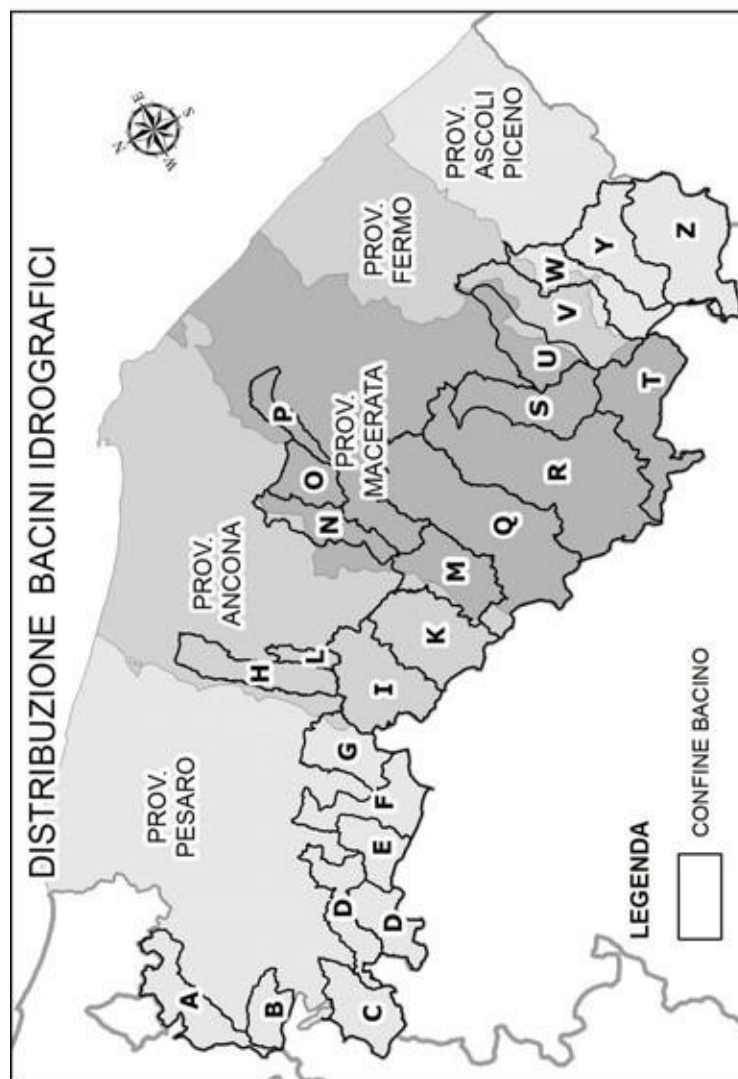 DISTRIBUZIONE BACINI IDROGRAFICI
N
E
S
W
PROV.
PESARO
PROV.
ANCONA
PROV.
MACERATA
PROV.
FERMO
PROV.
ASCOLI
PICENO
A
B
C
D
D
E
F
G
H
I
L
K
M
N
O
P
Q
R
S
T
U
V
W
Y
Z
LEGENDA
CONFINE BACINO